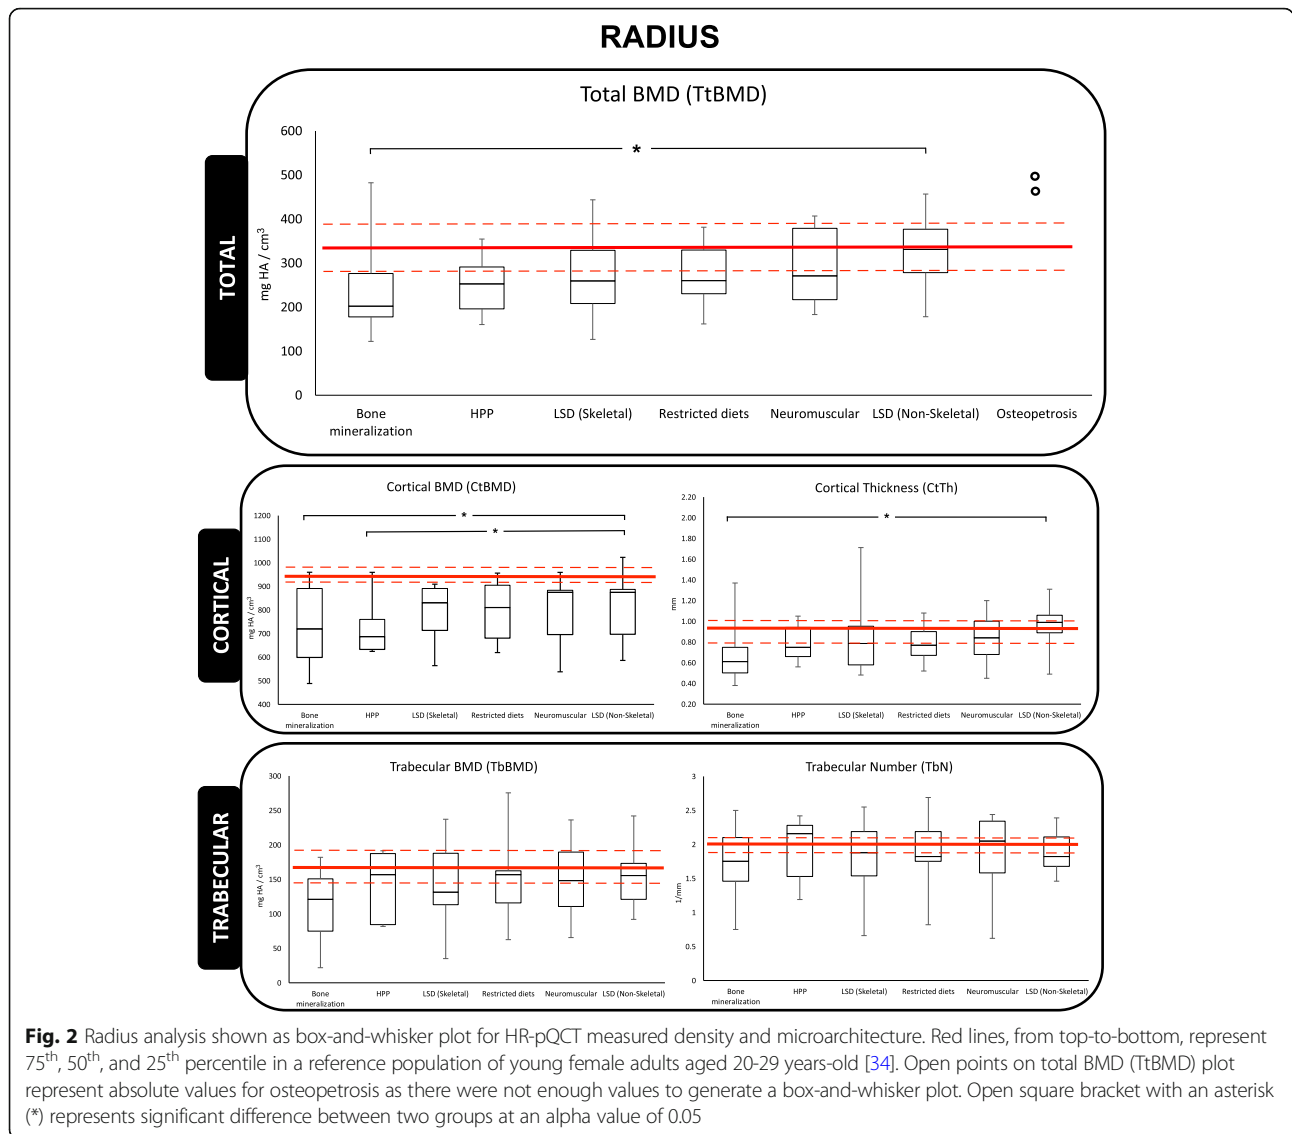 RADIUS
TOTAL
Total BMD (TtBMD)
mg HA / cm³
600
500
400
300
200
100
0
*
Bone mineralization
HPP
LSD (Skeletal)
Restricted diets
Neuromuscular
LSD (Non-Skeletal)
Osteopetrosis
CORTICAL
Cortical BMD (CtBMD)
mg HA / cm³
1200
1100
1000
900
800
700
600
500
400
*
*
Bone mineralization
HPP
LSD (Skeletal)
Restricted diets
Neuromuscular
LSD (Non-Skeletal)
Cortical Thickness (CtTh)
mm
2.20
2.00
1.80
1.60
1.40
1.20
1.00
0.80
0.60
0.40
0.20
*
Bone mineralization
HPP
LSD (Skeletal)
Restricted diets
Neuromuscular
LSD (Non-Skeletal)
TRABECULAR
Trabecular BMD (TbBMD)
mg HA / cm³
300
250
200
150
100
50
0
Bone mineralization
HPP
LSD (Skeletal)
Restricted diets
Neuromuscular
LSD (Non-Skeletal)
Trabecular Number (TbN)
1/mm
3
2.5
2
1.5
1
0.5
0
Bone mineralization
HPP
LSD (Skeletal)
Restricted diets
Neuromuscular
LSD (Non-Skeletal)
Fig. 2 Radius analysis shown as box-and-whisker plot for HR-pQCT measured density and microarchitecture. Red lines, from top-to-bottom, represent
75th, 50th, and 25th percentile in a reference population of young female adults aged 20-29 years-old [34]. Open points on total BMD (TtBMD) plot
represent absolute values for osteopetrosis as there were not enough values to generate a box-and-whisker plot. Open square bracket with an asterisk
(*) represents significant difference between two groups at an alpha value of 0.05